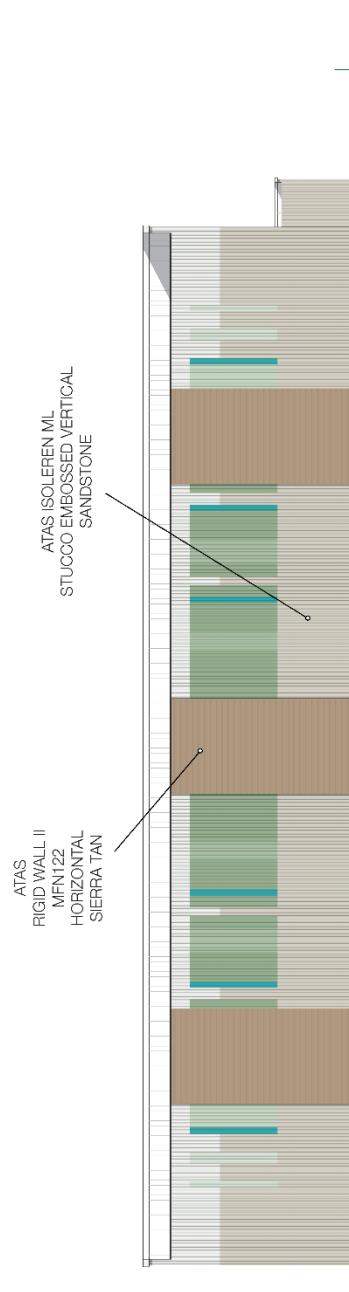 ATAS ISOLEREN ML
STUCCO EMBOSSED VERTICAL
SANDSTONE
ATAS
RIGID WALL II
MFN122
HORIZONTAL
SIERRA TAN